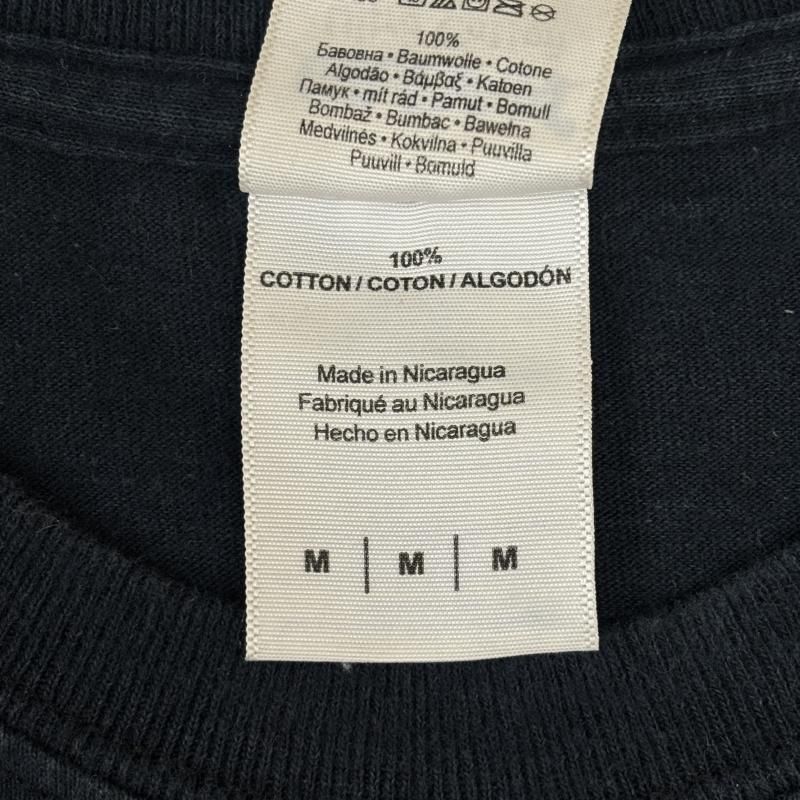 100%
Бавовна • Baumwolle • Cotone
Algodão • Βάμβαξ • Katoen
Памук • mít rád • Pamut • Bomull
Bombaž • Bumbac • Bawełna
Medvilnės • Kokvilna • Puuvilla
Puuvill • Bomuld
100%
COTTON / COTON / ALGODÓN
Made in Nicaragua
Fabriqué au Nicaragua
Hecho en Nicaragua
M | M | M